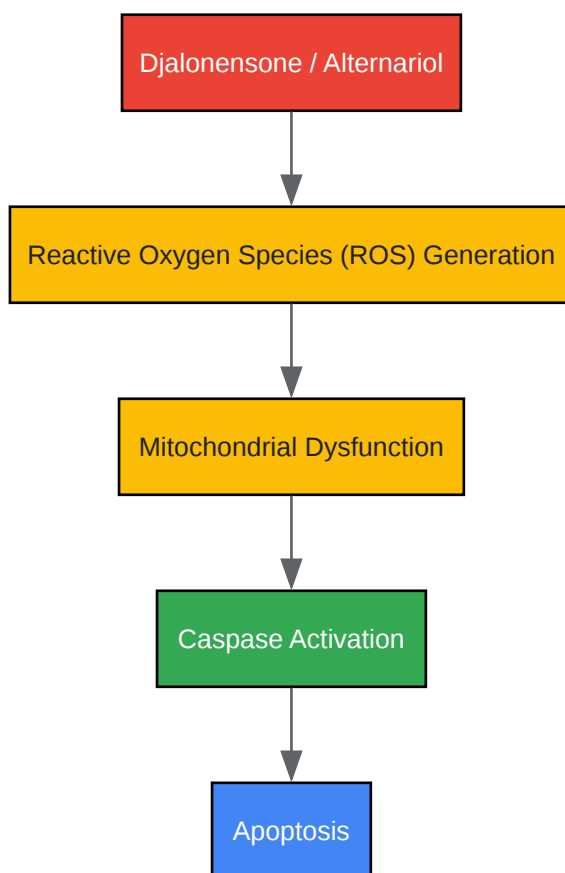 Djalonensone / Alternariol
Reactive Oxygen Species (ROS) Generation
Mitochondrial Dysfunction
Caspase Activation
Apoptosis